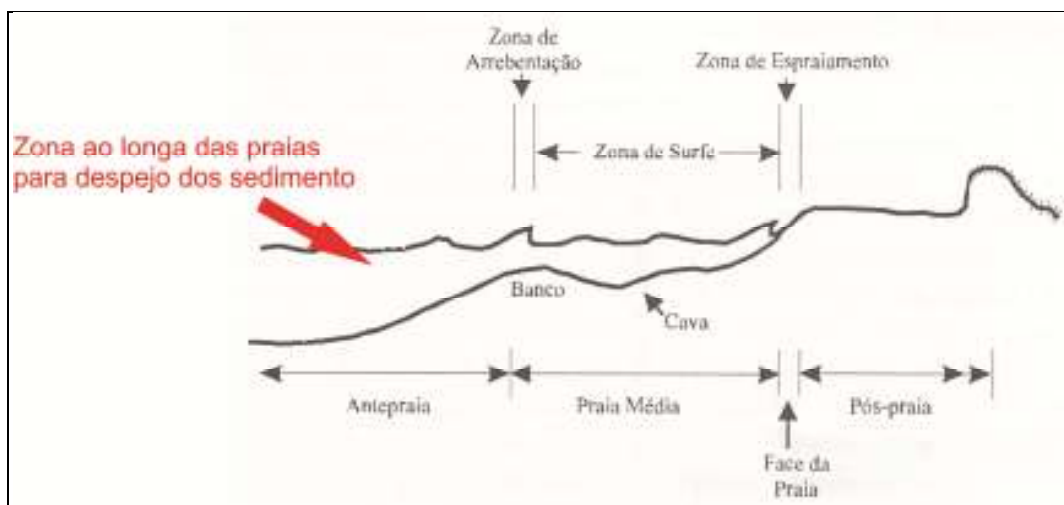 Zona de
Arrebentação
Zona de Espraiamento
Zona ao longa das praias
para despejo dos sedimento
Zona de Surfe
Banco
Cava
Antepraia
Praia Média
Pós-praia
Face da
Praia